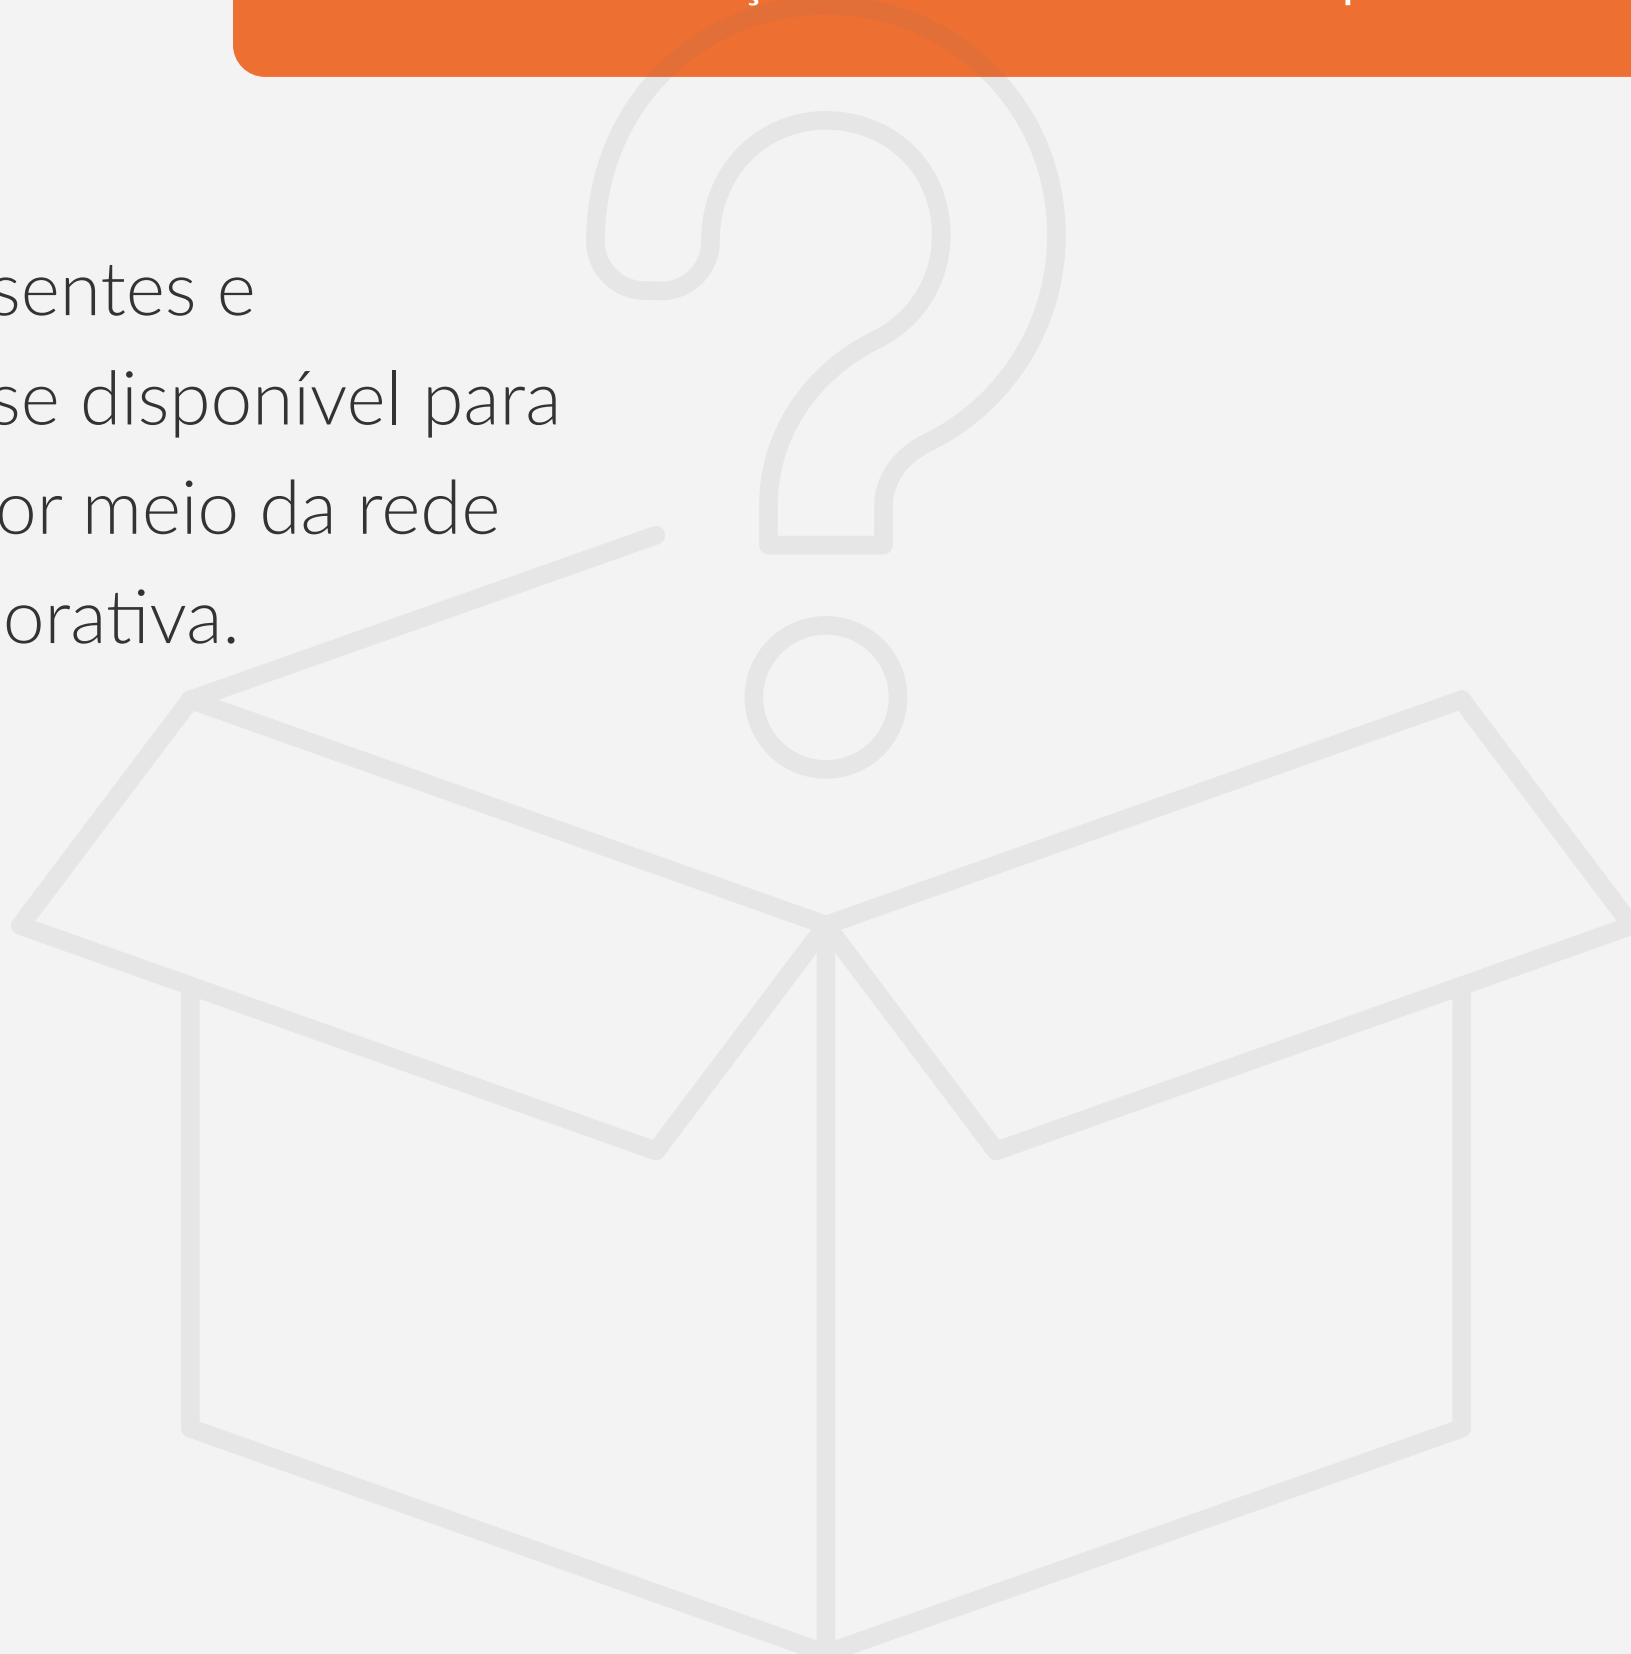 sentes e
se disponível para
or meio da rede
orativa.